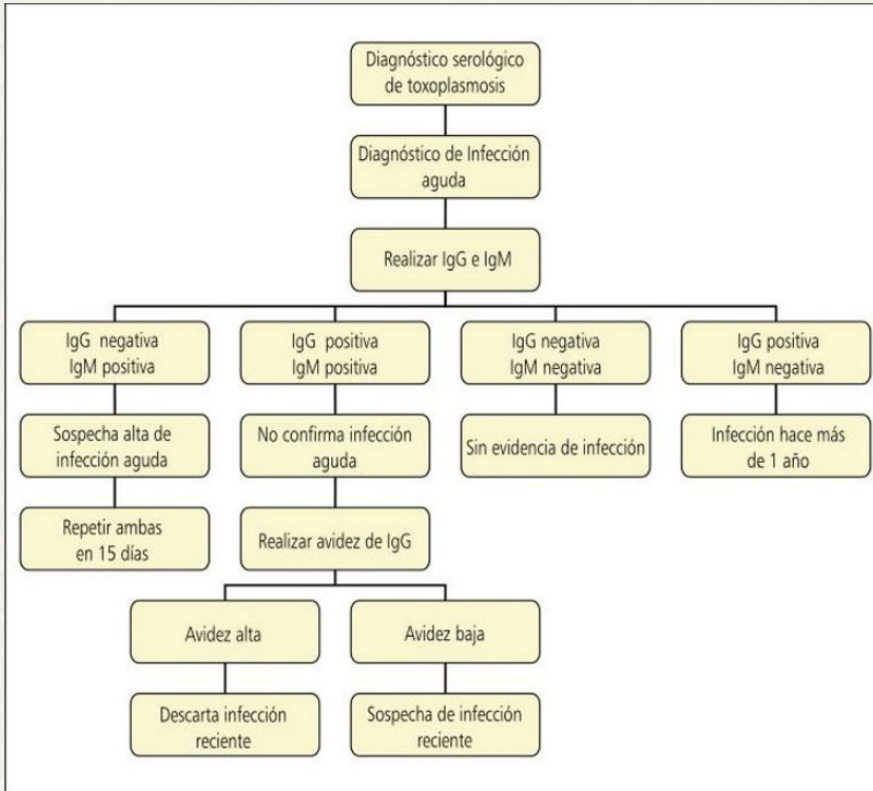 Diagnóstico serológico
de toxoplasmosis
Diagnóstico de Infección
aguda
Realizar IgG e IgM
IgG negativa
IgM positiva
IgG positiva
IgM positiva
IgG negativa
IgM negativa
IgG positiva
IgM negativa
Sospecha alta de
infección aguda
No confirma infección
aguda
Sin evidencia de infección
Infección hace más
de 1 año
Repetir ambas
en 15 días
Realizar avidez de IgG
Avidez alta
Avidez baja
Descarta infección
reciente
Sospecha de infección
reciente